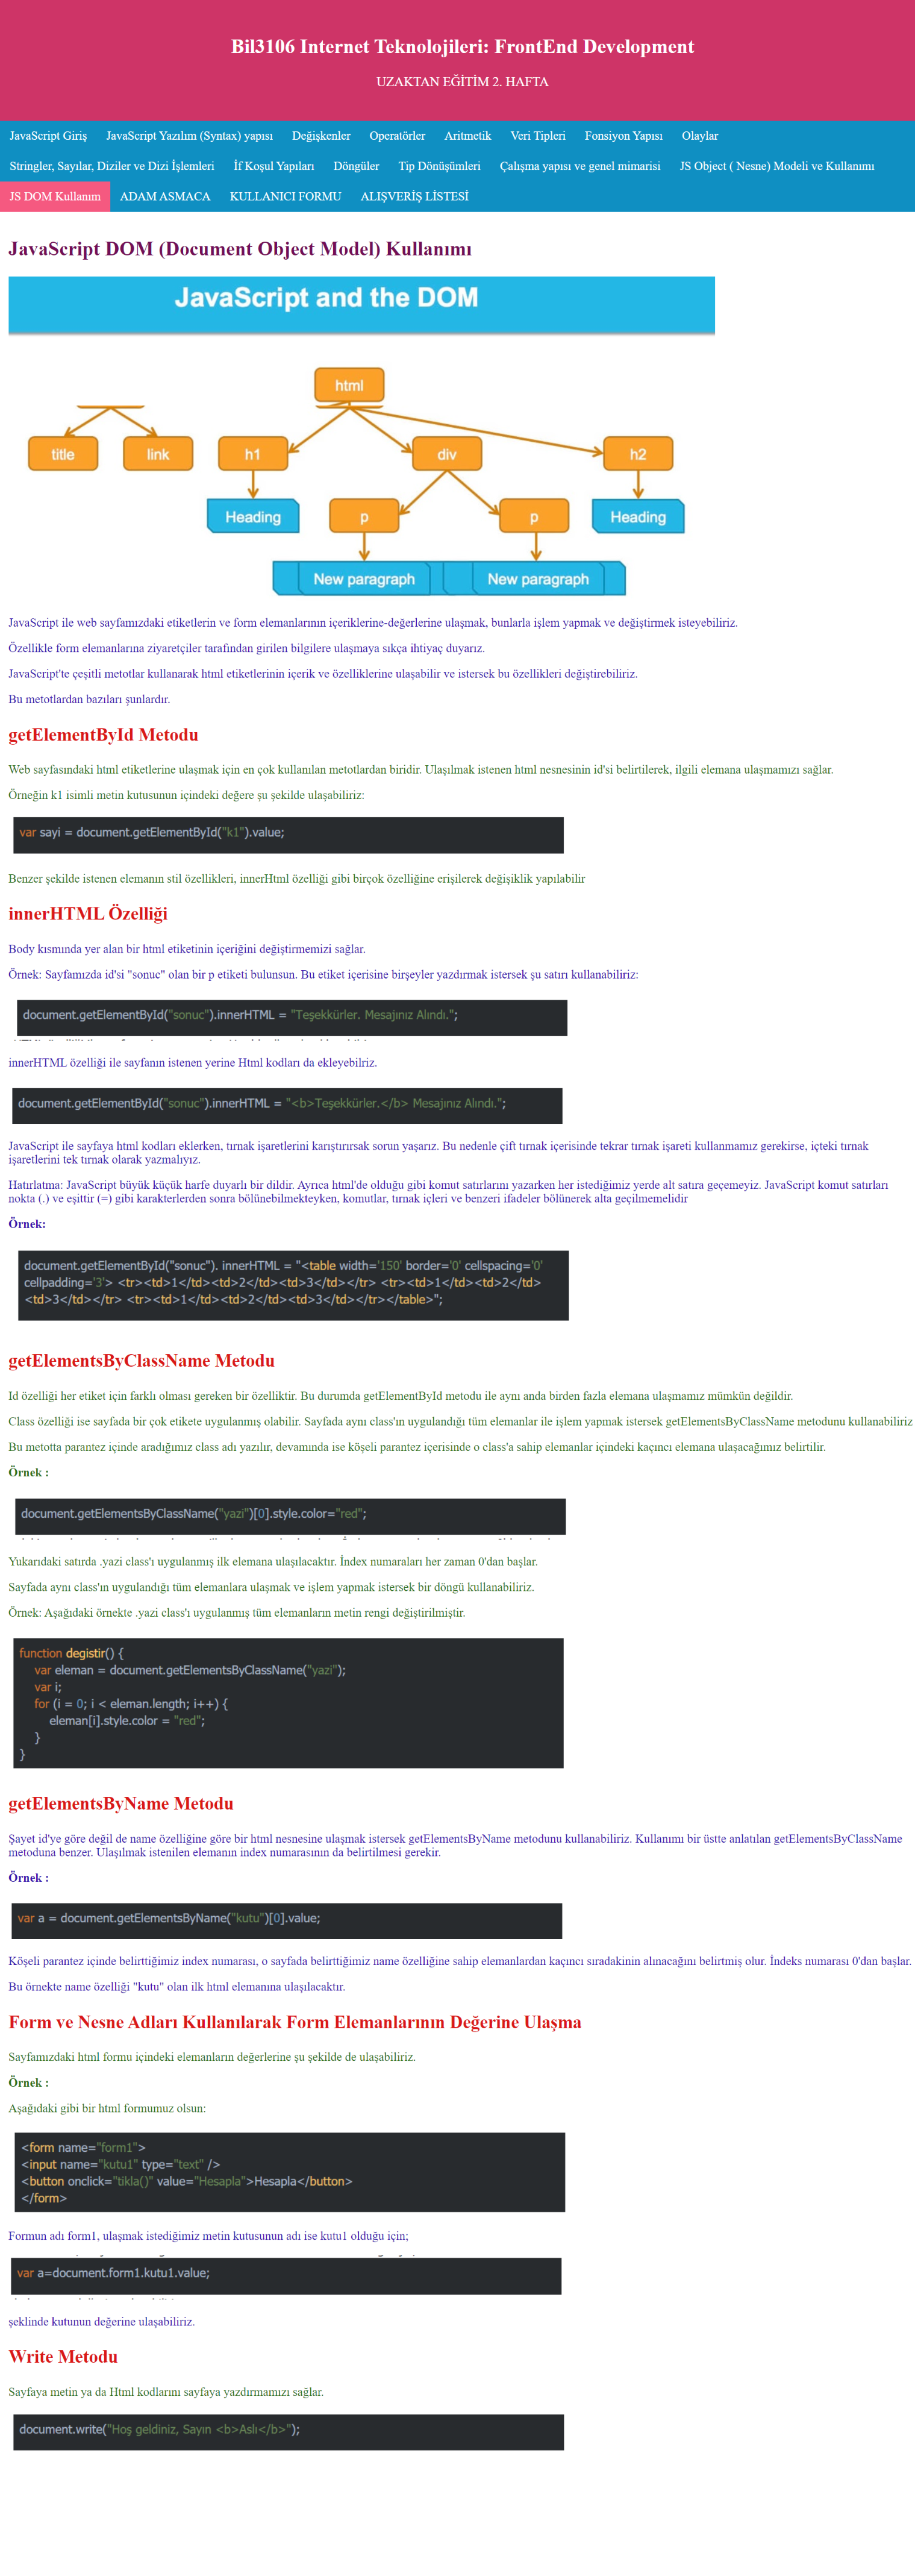 Bil3106 Internet Teknolojileri: FrontEnd Development
UZAKTAN EĞİTİM 2. HAFTA
JavaScript Giriş JavaScript Yazılım (Syntax) yapısı Değişkenler Operatörler Aritmetik Veri Tipleri Fonsiyon Yapısı Olaylar
Stringler, Sayılar, Diziler ve Dizi İşlemleri İf Koşul Yapıları Döngüler Tip Dönüşümleri Çalışma yapısı ve genel mimarisi JS Object ( Nesne) Modeli ve Kullanımı
JS DOM Kullanım ADAM ASMACA KULLANICI FORMU ALIŞVERİŞ LİSTESİ
JavaScript DOM (Document Object Model) Kullanımı
JavaScript and the DOM
html
title link h1 div h2
Heading p p Heading
New paragraph New paragraph
JavaScript ile web sayfamızdaki etiketlerin ve form elemanlarının içeriklerine-değerlerine ulaşmak, bunlarla işlem yapmak ve değiştirmek isteyebiliriz.
Özellikle form elemanlarına ziyaretçiler tarafından girilen bilgilere ulaşmaya sıkça ihtiyaç duyarız.
JavaScript'te çeşitli metotlar kullanarak html etiketlerinin içerik ve özelliklerine ulaşabilir ve istersek bu özellikleri değiştirebiliriz.
Bu metotlardan bazıları şunlardır.
getElementById Metodu
Web sayfasındaki html etiketlerine ulaşmak için en çok kullanılan metotlardan biridir. Ulaşılmak istenen html nesnesinin id'si belirtilerek, ilgili elemana ulaşmamızı sağlar.
Örneğin k1 isimli metin kutusunun içindeki değere şu şekilde ulaşabiliriz:
var sayi = document.getElementById("k1").value;
Benzer şekilde istenen elemanın stil özellikleri, innerHtml özelliği gibi birçok özelliğine erişilerek değişiklik yapılabilir
innerHTML Özelliği
Body kısmında yer alan bir html etiketinin içeriğini değiştirmemizi sağlar.
Örnek: Sayfamızda id'si "sonuc" olan bir p etiketi bulunsun. Bu etiket içerisine birşeyler yazdırmak istersek şu satırı kullanabiliriz:
document.getElementById("sonuc").innerHTML = "Teşekkürler. Mesajınız Alındı.";
innerHTML özelliği ile sayfanın istenen yerine Html kodları da ekleyebilriz.
document.getElementById("sonuc").innerHTML = "<b>Teşekkürler.</b> Mesajınız Alındı.";
JavaScript ile sayfaya html kodları eklerken, tırnak işaretlerini karıştırırsak sorun yaşarız. Bu nedenle çift tırnak içerisinde tekrar tırnak işareti kullanmamız gerekirse, içteki tırnak
işaretlerini tek tırnak olarak yazmalıyız.
Hatırlatma: JavaScript büyük küçük harfe duyarlı bir dildir. Ayrıca html'de olduğu gibi komut satırlarını yazarken her istediğimiz yerde alt satıra geçemeyiz. JavaScript komut satırları
nokta (.) ve eşittir (=) gibi karakterlerden sonra bölünebilmekteyken, komutlar, tırnak içleri ve benzeri ifadeler bölünerek alta geçilmemelidir
Örnek:
document.getElementById("sonuc"). innerHTML = "<table width='150' border='0' cellspacing='0'
cellpadding='3'> <tr><td>1</td><td>2</td><td>3</td></tr> <tr><td>1</td><td>2</td>
<td>3</td></tr> <tr><td>1</td><td>2</td><td>3</td></tr></table>";
getElementsByClassName Metodu
Id özelliği her etiket için farklı olması gereken bir özelliktir. Bu durumda getElementById metodu ile aynı anda birden fazla elemana ulaşmamız mümkün değildir.
Class özelliği ise sayfada bir çok etikete uygulanmış olabilir. Sayfada aynı class'ın uygulandığı tüm elemanlar ile işlem yapmak istersek getElementsByClassName metodunu kullanabiliriz
Bu metotta parantez içinde aradığımız class adı yazılır, devamında ise köşeli parantez içerisinde o class'a sahip elemanlar içindeki kaçıncı elemana ulaşacağımız belirtilir.
Örnek :
document.getElementsByClassName("yazi")[0].style.color="red";
Yukarıdaki satırda .yazi class'ı uygulanmış ilk elemana ulaşılacaktır. İndex numaraları her zaman 0'dan başlar.
Sayfada aynı class'ın uygulandığı tüm elemanlara ulaşmak ve işlem yapmak istersek bir döngü kullanabiliriz.
Örnek: Aşağıdaki örnekte .yazi class'ı uygulanmış tüm elemanların metin rengi değiştirilmiştir.
function degistir() {
var eleman = document.getElementsByClassName("yazi");
var i;
for (i = 0; i < eleman.length; i++) {
eleman[i].style.color = "red";
}
}
getElementsByName Metodu
Şayet id'ye göre değil de name özelliğine göre bir html nesnesine ulaşmak istersek getElementsByName metodunu kullanabiliriz. Kullanımı bir üstte anlatılan getElementsByClassName
metoduna benzer. Ulaşılmak istenilen elemanın index numarasının da belirtilmesi gerekir.
Örnek :
var a = document.getElementsByName("kutu")[0].value;
Köşeli parantez içinde belirttiğimiz index numarası, o sayfada belirttiğimiz name özelliğine sahip elemanlardan kaçıncı sıradakinin alınacağını belirtmiş olur. İndeks numarası 0'dan başlar.
Bu örnekte name özelliği "kutu" olan ilk html elemanına ulaşılacaktır.
Form ve Nesne Adları Kullanılarak Form Elemanlarının Değerine Ulaşma
Sayfamızdaki html formu içindeki elemanların değerlerine şu şekilde de ulaşabiliriz.
Örnek :
Aşağıdaki gibi bir html formumuz olsun:
<form name="form1">
<input name="kutu1" type="text" />
<button onclick="tikla()" value="Hesapla">Hesapla</button>
</form>
Formun adı form1, ulaşmak istediğimiz metin kutusunun adı ise kutu1 olduğu için;
var a=document.form1.kutu1.value;
şeklinde kutunun değerine ulaşabiliriz.
Write Metodu
Sayfaya metin ya da Html kodlarını sayfaya yazdırmamızı sağlar.
document.write("Hoş geldiniz, Sayın <b>Aslı</b>");